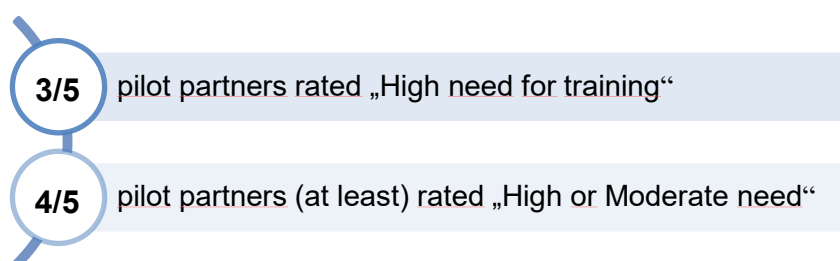 3/5 pilot partners rated „High need for training“
4/5 pilot partners (at least) rated „High or Moderate need“